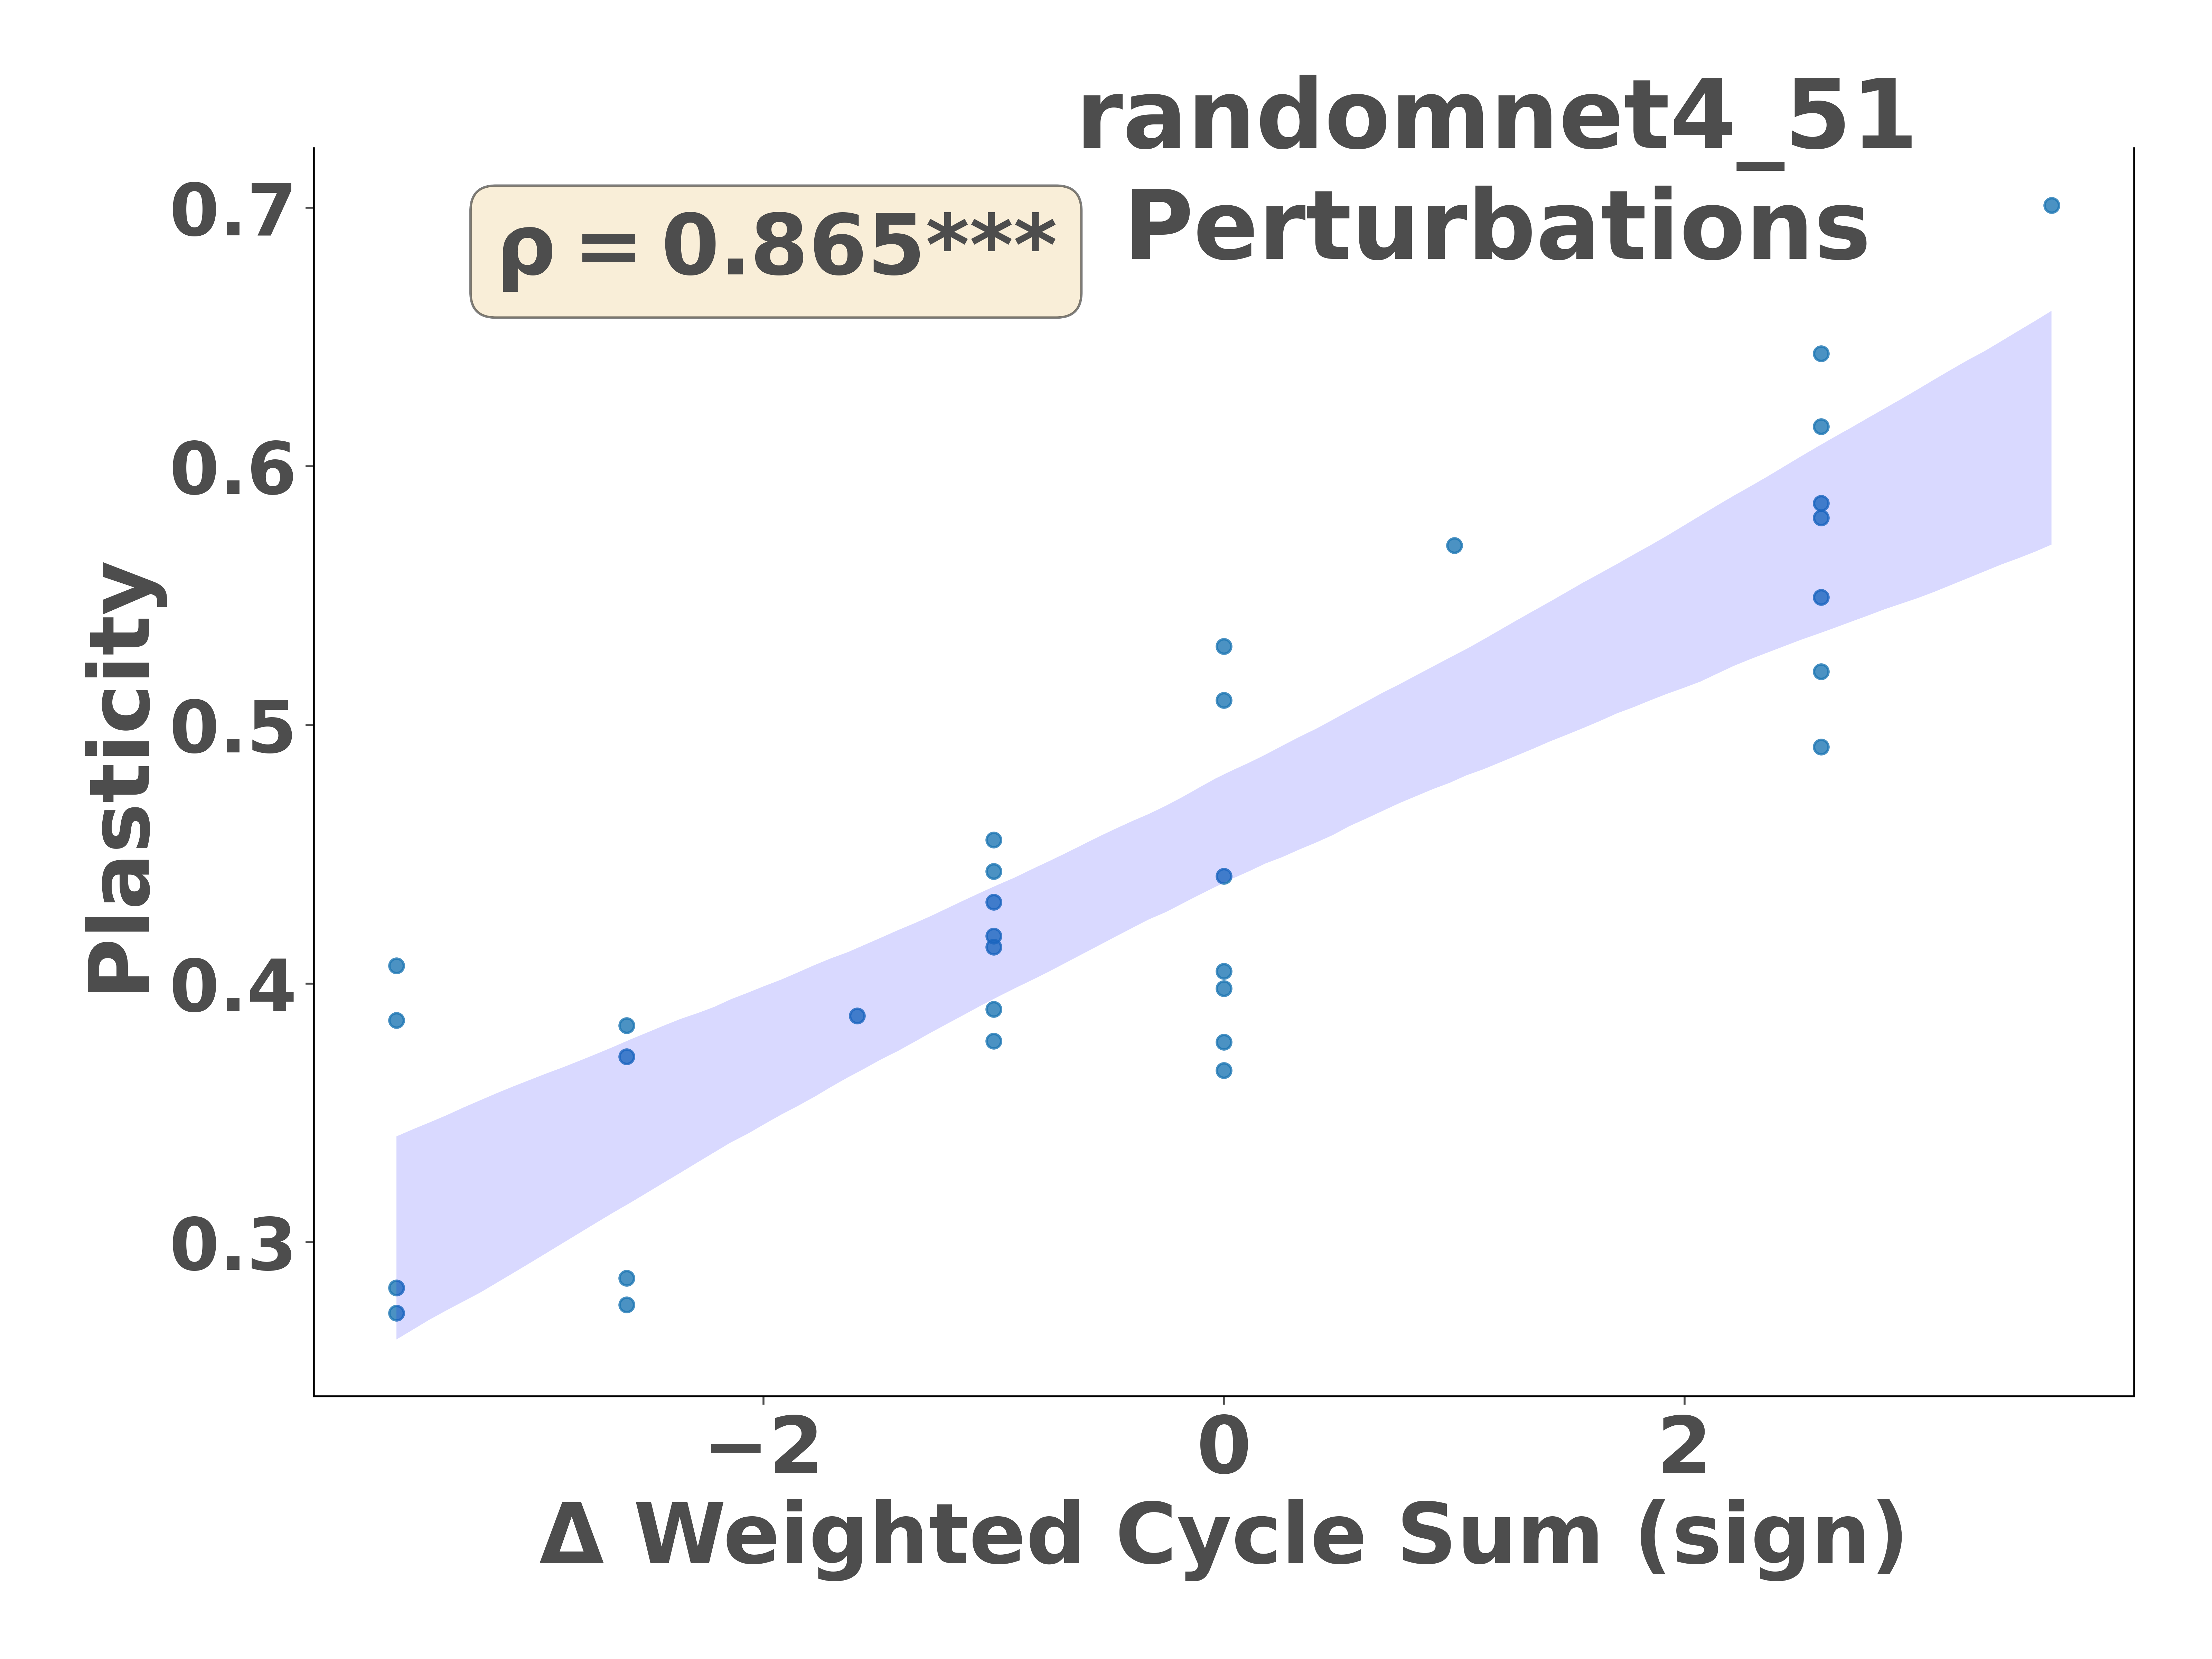 randomnet4_51
Perturbations
ρ = 0.865***
Plasticity
0.7
0.6
0.5
0.4
0.3
−2
0
2
Δ Weighted Cycle Sum (sign)